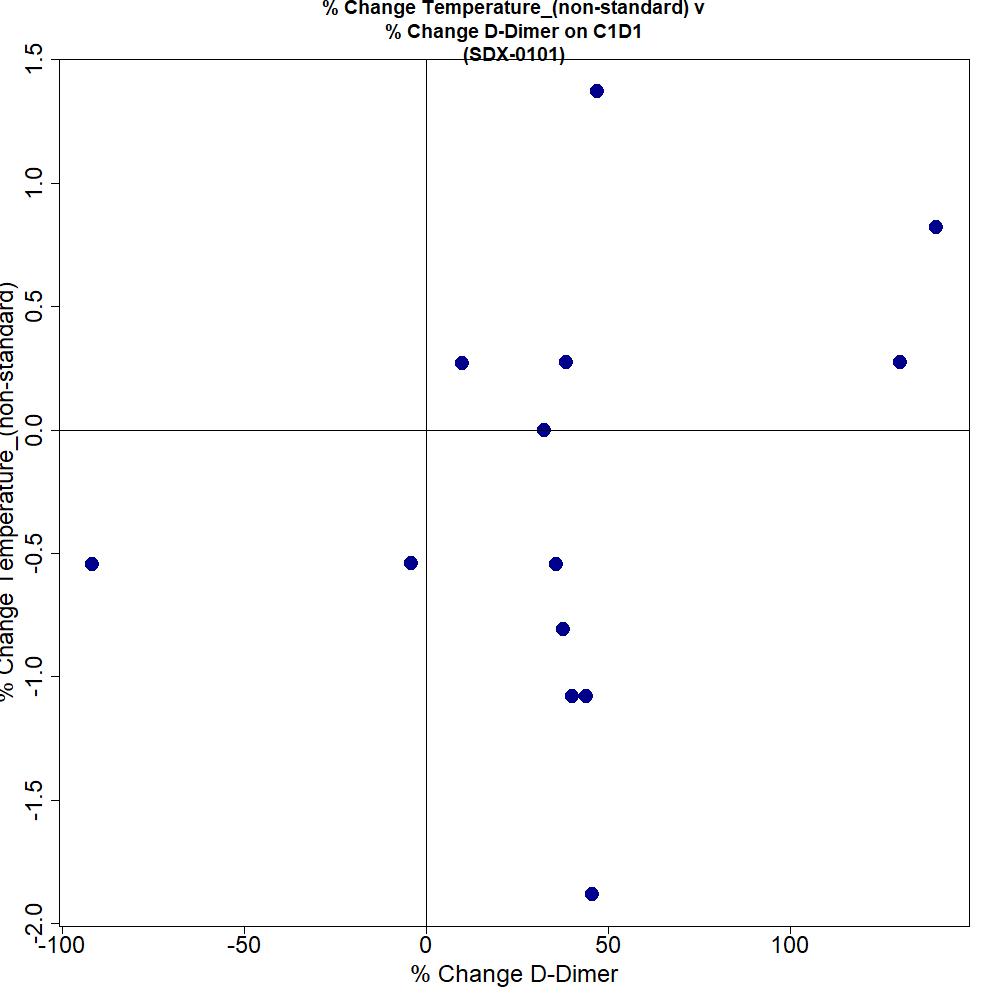 % Change Temperature_(non-standard) v
% Change D-Dimer on C1D1
(SDX-0101)
% Change Temperature_(non-standard)
1.5
1.0
0.5
0.0
-0.5
-1.0
-1.5
-2.0
-100 -50 0 50 100
% Change D-Dimer